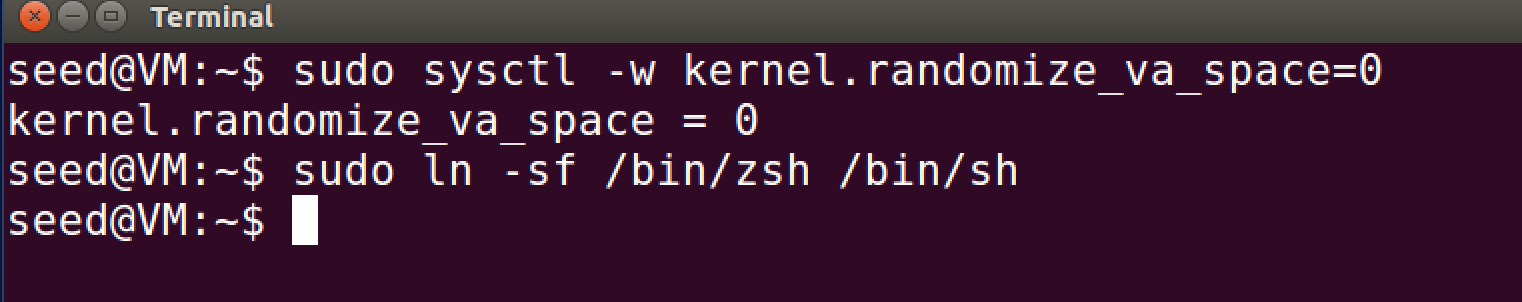 Terminal
seed@VM:~$ sudo sysctl -w kernel.randomize_va_space=0
kernel.randomize_va_space = 0
seed@VM:~$ sudo ln -sf /bin/zsh /bin/sh
seed@VM:~$